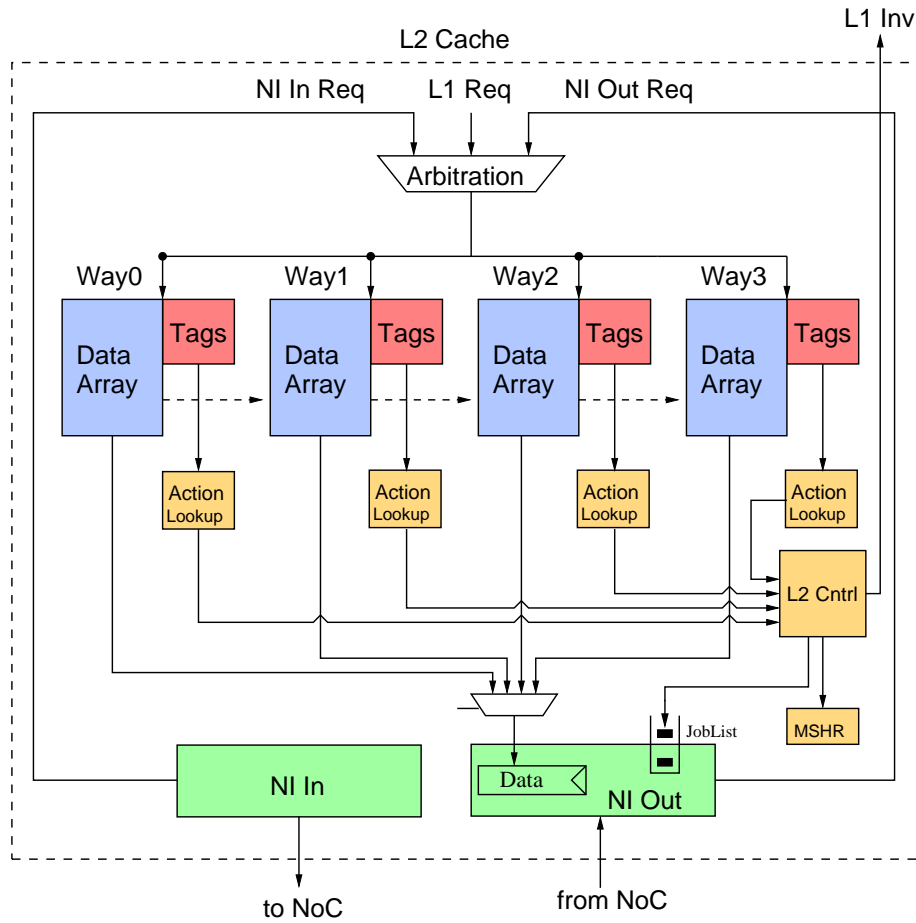 L1 Inv
L2 Cache
NI In Req
L1 Req
NI Out Req
Arbitration
Way0
Way1
Way2
Way3
Data
Array
Tags
Data
Array
Tags
Data
Array
Tags
Data
Array
Tags
Action
Lookup
Action
Lookup
Action
Lookup
Action
Lookup
L2 Cntrl
JobList
MSHR
NI In
Data
NI Out
to NoC
from NoC